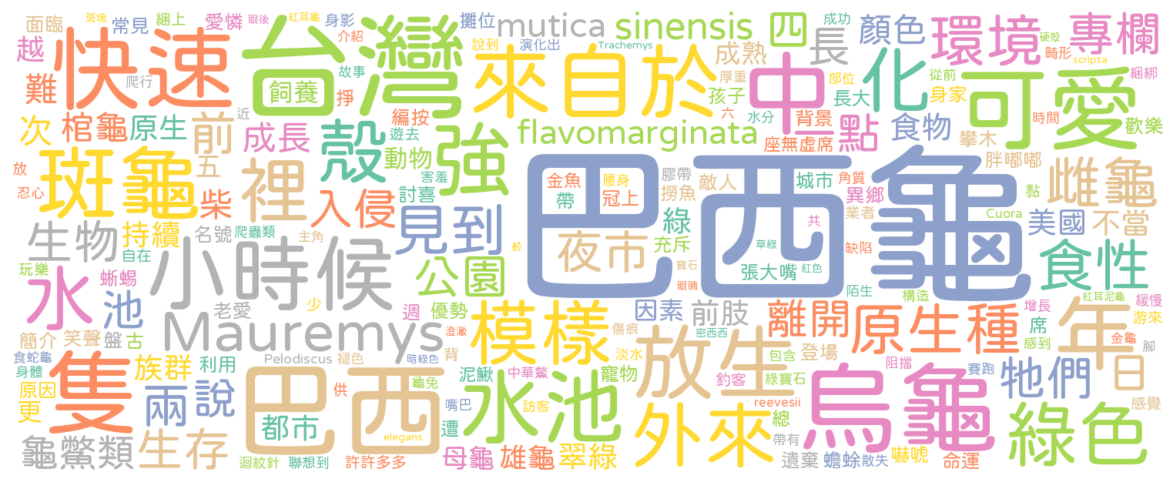 面臨 常見 綑上 愛憐 斑塊 眼後 紅耳龜 身影 攤位 mutica sinensis 四 長 顏色 環境 專欄
越 快速 台灣 介紹 說到 演化出 Trachemys 成熟 成功 部位 硬殼 畸形 scripta 綑綁
難 爬行 飼養 故事 來自於 厚重 中 化 從前 可愛
次 棺龜 原生 前 近 掙 編按 孩子 六 水分 背景 長大 身家 時間 歡樂
成長 殼 遊去 強 flavomarginata 點 食物 攀木
放 斑龜 五 裡 動物 害羞 座無虛席 胖嘟嘟 雌龜
忍心 柴 入侵 討喜 巴西龜 金魚 腰身 膠帶 敵人 城市 角質 黏
帶 冠上 撈魚 異鄉
生物 持續 名號 爬蟲類 主角 見到 夜市 綠 共 業者 Cuora 美國 不當
玩樂 自在 小時候 公園 充斥 張大嘴 草綠 缺陷 食性
水 池 蜥蜴 老愛 少 週 優勢 因素 前肢 寶石 紅色 眼睛 陌生 構造 增長 紅耳泥龜 緩慢
簡介 笑聲 盤 古 Mauremys 澄澈 模樣 傷痕 密西西 離開 原生種 席 感到 年 游來 金龜
食蛇龜 身體 族群 利用 Pelodiscus 褪色 暗綠色 背 淡水 放生 包含 登場 阻擋 賽跑 腳
原因 隻 兩 說 巴西 供 龜兔 泥鰍 中華鱉 寵物 釣客 綠寶石 烏龜 牠們 日 感覺
更 都市 嘴巴 水池 訪客 reevesii
龜鱉類 生存 elegans 遭 外來 總 帶有 綠色
迴紋針 聯想到 許許多多 母龜 雄龜 翠綠 般 遺棄 蟾蜍 散失 嚇唬 命運